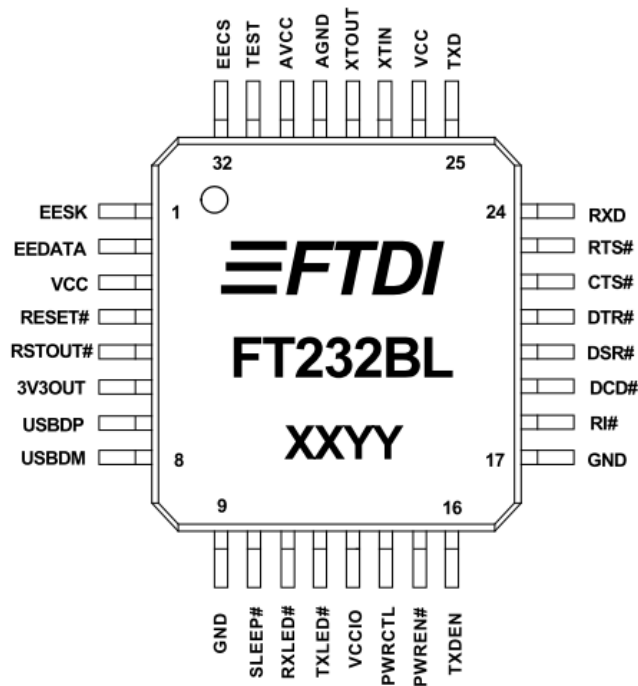 EECS TEST AVCC AGND XTOUT XTIN VCC TXD
32 25
EESK 1 24 RXD
EEDATA RTS#
VCC CTS#
RESET# DTR#
RSTOUT# DSR#
3V3OUT DCD#
USBDP RI#
USBDM 8 17 GND
FTDI
FT232BL
XXYY
9 16
GND SLEEP# RXLED# TXLED# VCCIO PWRCTL PWREN# TXDEN